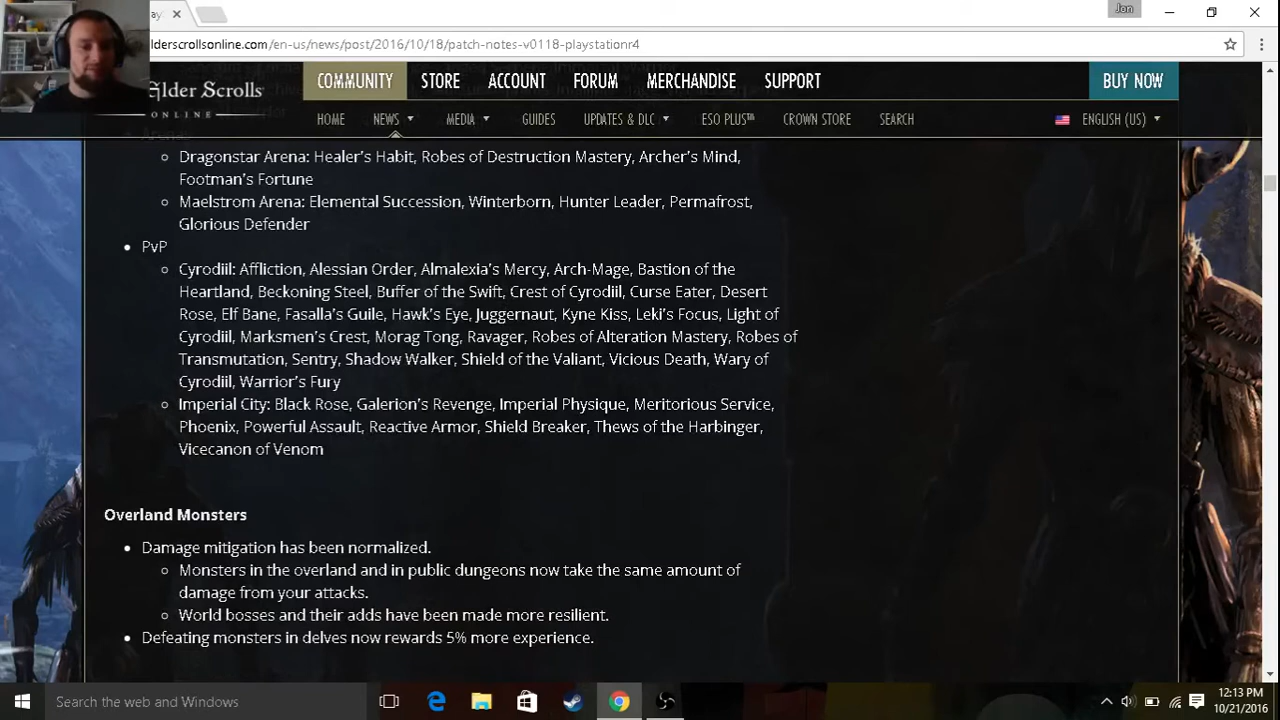 ay
Jon
lderscrollsonline.com/en-us/news/post/2016/10/18/patch-notes-v0118-playstationr4
Elder Scrolls
ONLINE
COMMUNITY STORE ACCOUNT FORUM MERCHANDISE SUPPORT BUY NOW
HOME NEWS MEDIA GUIDES UPDATES & DLC ESO PLUS™ CROWN STORE SEARCH ENGLISH (US)
Dragonstar Arena: Healer's Habit, Robes of Destruction Mastery, Archer's Mind,
Footman's Fortune
Maelstrom Arena: Elemental Succession, Winterborn, Hunter Leader, Permafrost,
Glorious Defender
PvP
Cyrodiil: Affliction, Alessian Order, Almalexia's Mercy, Arch-Mage, Bastion of the
Heartland, Beckoning Steel, Buffer of the Swift, Crest of Cyrodiil, Curse Eater, Desert
Rose, Elf Bane, Fasalla's Guile, Hawk's Eye, Juggernaut, Kyne Kiss, Leki's Focus, Light of
Cyrodiil, Marksmen's Crest, Morag Tong, Ravager, Robes of Alteration Mastery, Robes of
Transmutation, Sentry, Shadow Walker, Shield of the Valiant, Vicious Death, Wary of
Cyrodiil, Warrior's Fury
Imperial City: Black Rose, Galerion's Revenge, Imperial Physique, Meritorious Service,
Phoenix, Powerful Assault, Reactive Armor, Shield Breaker, Thews of the Harbinger,
Vicecanon of Venom
Overland Monsters
Damage mitigation has been normalized.
Monsters in the overland and in public dungeons now take the same amount of
damage from your attacks.
World bosses and their adds have been made more resilient.
Defeating monsters in delves now rewards 5% more experience.
Search the web and Windows
12:13 PM
10/21/2016